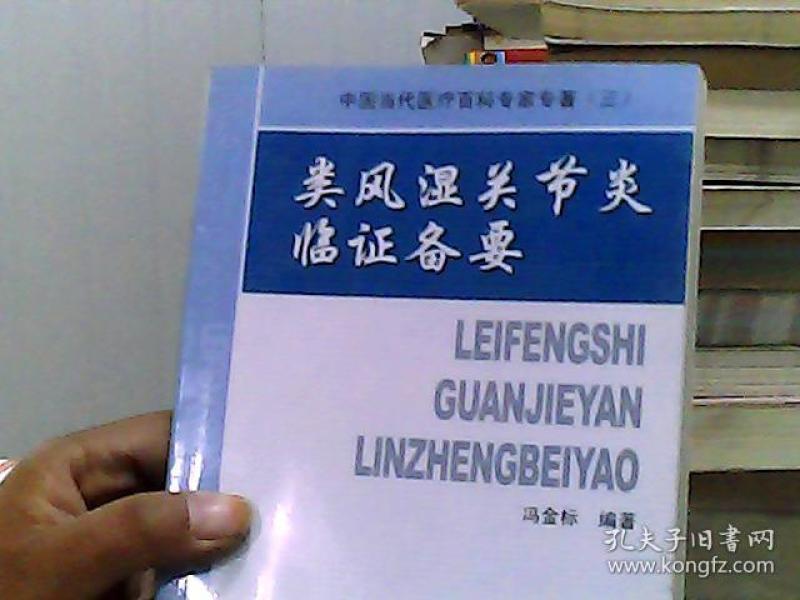 中国当代医疗百科专家专著（三）
类风湿关节炎
临证备要
LEIFENGSHI
GUANJIEYAN
LINZHENGBEIYAO
冯金标 编著
孔夫子旧书网
www.kongfz.com